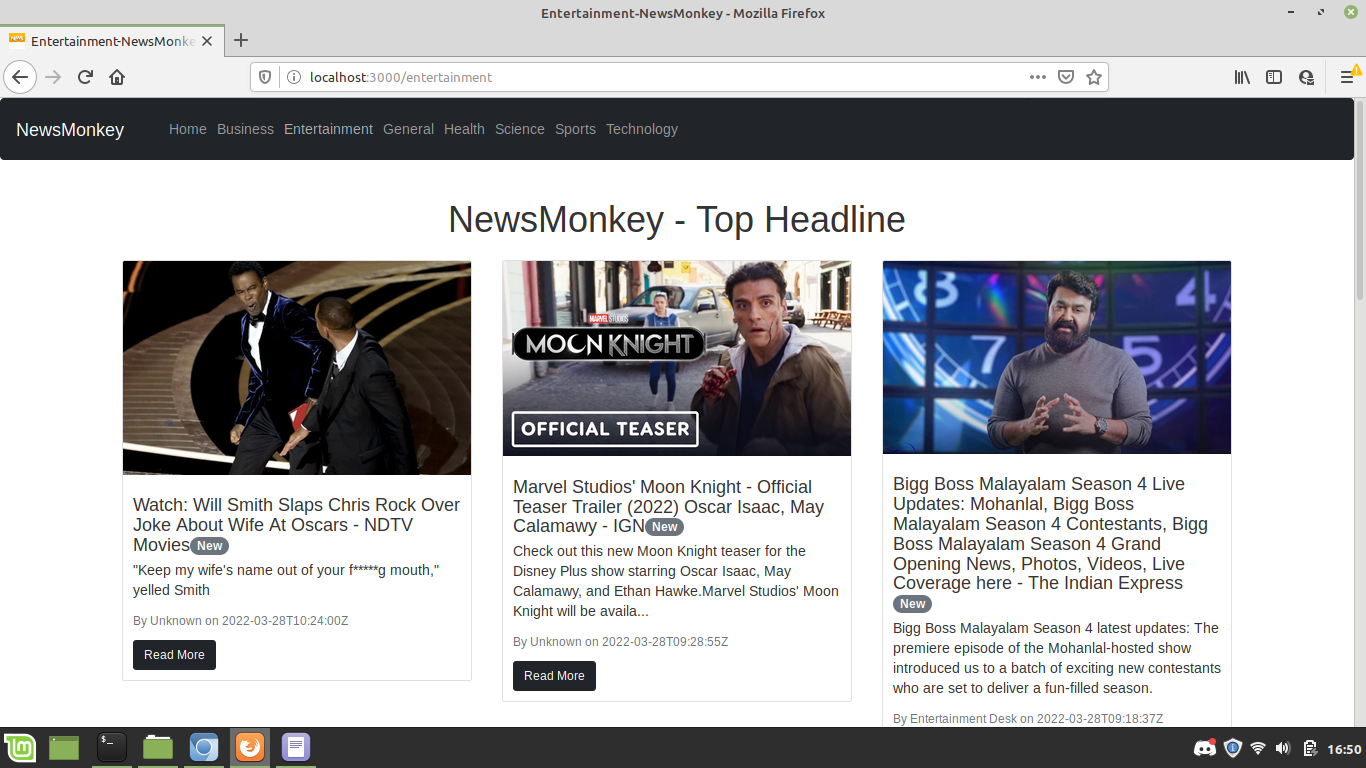 Entertainment-NewsMonkey - Mozilla Firefox
Entertainment-NewsMonke
localhost:3000/entertainment
NewsMonkey Home Business Entertainment General Health Science Sports Technology
NewsMonkey - Top Headline
Watch: Will Smith Slaps Chris Rock Over
Joke About Wife At Oscars - NDTV
Movies New
"Keep my wife's name out of your f*****g mouth,"
yelled Smith
By Unknown on 2022-03-28T10:24:00Z
Read More
MARVEL STUDIOS
MOON KNIGHT
OFFICIAL TEASER
Marvel Studios' Moon Knight - Official
Teaser Trailer (2022) Oscar Isaac, May
Calamawy - IGN New
Check out this new Moon Knight teaser for the
Disney Plus show starring Oscar Isaac, May
Calamawy, and Ethan Hawke.Marvel Studios' Moon
Knight will be availa...
By Unknown on 2022-03-28T09:28:55Z
Read More
8 4
7 5
Bigg Boss Malayalam Season 4 Live
Updates: Mohanlal, Bigg Boss
Malayalam Season 4 Contestants, Bigg
Boss Malayalam Season 4 Grand
Opening News, Photos, Videos, Live
Coverage here - The Indian Express
New
Bigg Boss Malayalam Season 4 latest updates: The
premiere episode of the Mohanlal-hosted show
introduced us to a batch of exciting new contestants
who are set to deliver a fun-filled season.
By Entertainment Desk on 2022-03-28T09:18:37Z
16:50